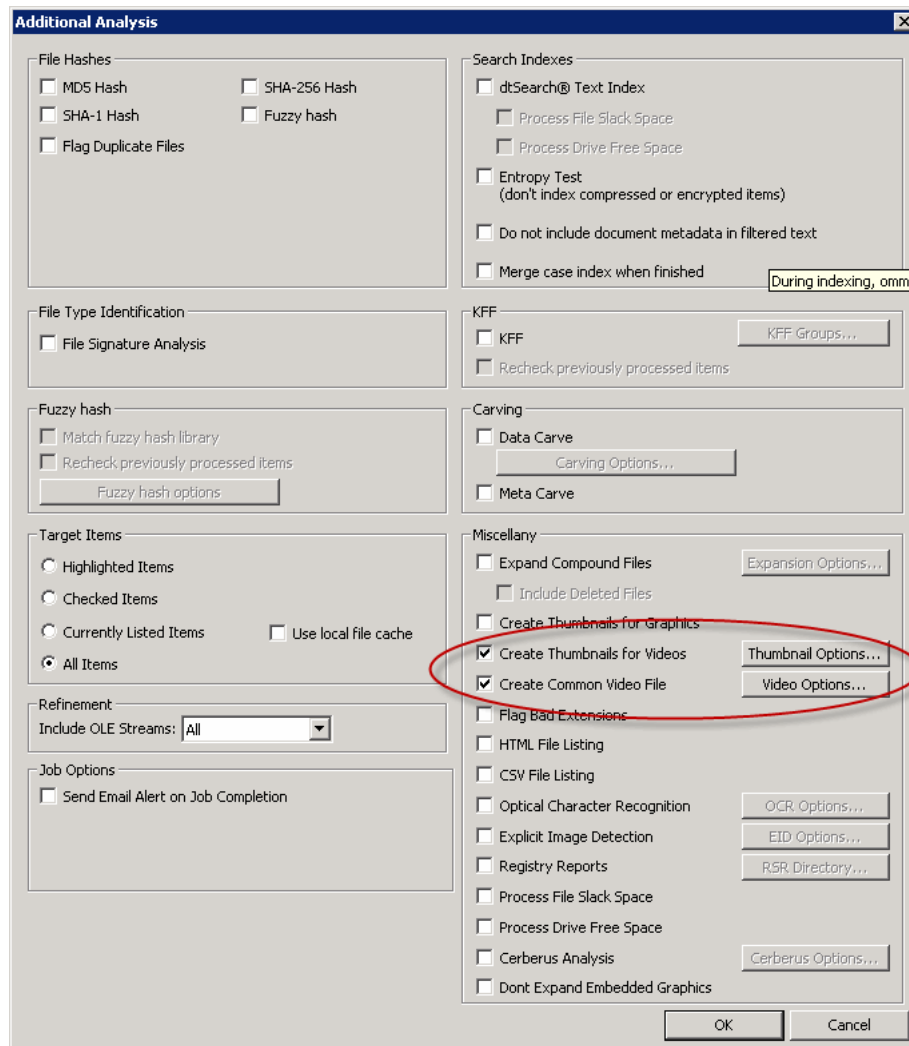 Additional Analysis
File Hashes
MD5 Hash
SHA-256 Hash
SHA-1 Hash
Fuzzy hash
Flag Duplicate Files
Search Indexes
dtSearch® Text Index
Process File Slack Space
Process Drive Free Space
Entropy Test
(don't index compressed or encrypted items)
Do not include document metadata in filtered text
Merge case index when finished
During indexing, omm
File Type Identification
File Signature Analysis
KFF
KFF
KFF Groups...
Recheck previously processed items
Fuzzy hash
Match fuzzy hash library
Recheck previously processed items
Fuzzy hash options
Carving
Data Carve
Carving Options...
Meta Carve
Target Items
Highlighted Items
Checked Items
Currently Listed Items
Use local file cache
All Items
Miscellany
Expand Compound Files
Expansion Options...
Include Deleted Files
Create Thumbnails for Graphics
Create Thumbnails for Videos
Thumbnail Options...
Create Common Video File
Video Options...
Flag Bad Extensions
HTML File Listing
CSV File Listing
Optical Character Recognition
OCR Options...
Explicit Image Detection
EID Options...
Registry Reports
RSR Directory...
Process File Slack Space
Process Drive Free Space
Cerberus Analysis
Cerberus Options...
Dont Expand Embedded Graphics
Refinement
Include OLE Streams: All
Job Options
Send Email Alert on Job Completion
OK
Cancel